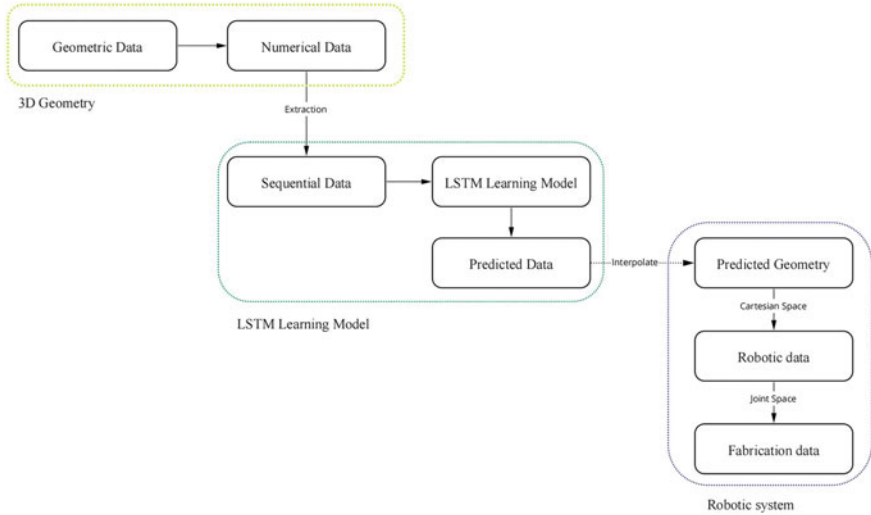 Geometric Data
Numerical Data
3D Geometry
Extraction
Sequential Data
LSTM Learning Model
Predicted Data
Interpolate
Predicted Geometry
LSTM Learning Model
Cartesian Space
Robotic data
Joint Space
Fabrication data
Robotic system